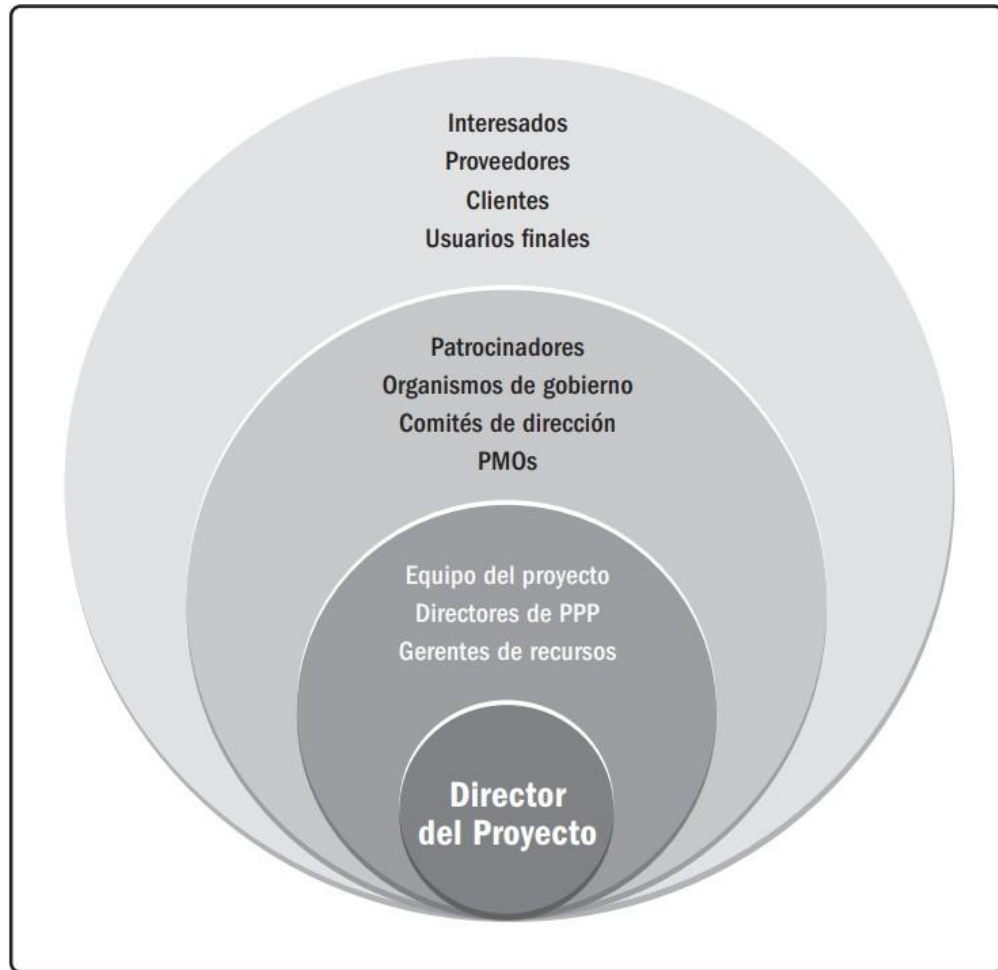 Interesados
Proveedores
Clientes
Usuarios finales
Patrocinadores
Organismos de gobierno
Comités de dirección
PMOs
Equipo del proyecto
Directores de PPP
Gerentes de recursos
Director
del Proyecto